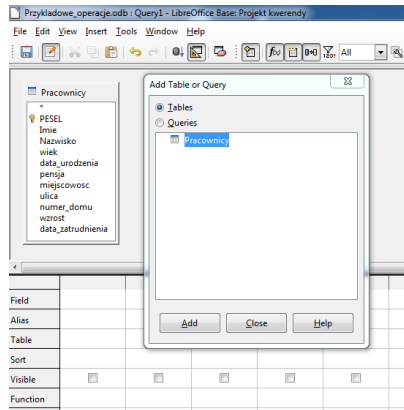 Przykladowe_operacje.odb : Query1 - LibreOffice Base: Projekt kwerendy
File Edit View Insert Tools Window Help
All
Pracownicy
*
PESEL
Imie
Nazwisko
wiek
data_urodzenia
pensja
miejscowosc
ulica
numer_domu
wzrost
data_zatrudnienia
Add Table or Query
Tables
Queries
Pracownicy
Add Close Help
Field
Alias
Table
Sort
Visible
Function